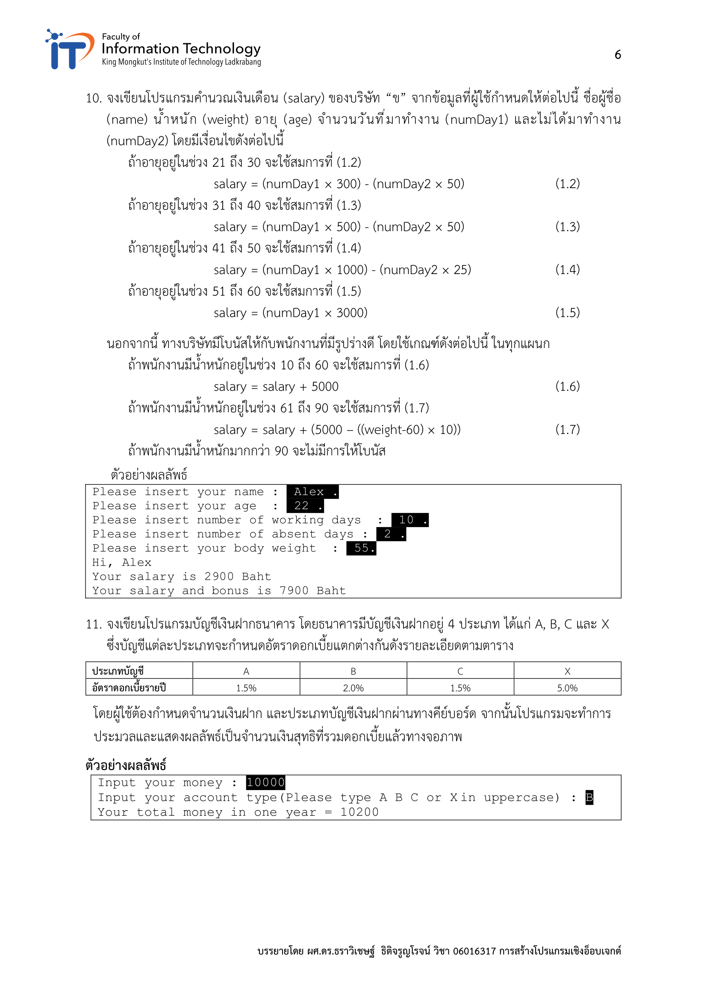 Faculty of
Information Technology
King Mongkut's Institute of Technology Ladkrabang
6
10. จงเขียนโปรแกรมคำนวณเงินเดือน (salary) ของบริษัท “ข” จากข้อมูลที่ผู้ใช้กำหนดให้ต่อไปนี้ ชื่อผู้ชื่อ
(name) น้ำหนัก (weight) อายุ (age) จำนวนวันที่มาทำงาน (numDay1) และไม่ได้มาทำงาน
(numDay2) โดยมีเงื่อนไขดังต่อไปนี้
ถ้าอายุอยู่ในช่วง 21 ถึง 30 จะใช้สมการที่ (1.2)
salary = (numDay1 × 300) - (numDay2 × 50) (1.2)
ถ้าอายุอยู่ในช่วง 31 ถึง 40 จะใช้สมการที่ (1.3)
salary = (numDay1 × 500) - (numDay2 × 50) (1.3)
ถ้าอายุอยู่ในช่วง 41 ถึง 50 จะใช้สมการที่ (1.4)
salary = (numDay1 × 1000) - (numDay2 × 25) (1.4)
ถ้าอายุอยู่ในช่วง 51 ถึง 60 จะใช้สมการที่ (1.5)
salary = (numDay1 × 3000) (1.5)
นอกจากนี้ ทางบริษัทมีโบนัสให้กับพนักงานที่มีรูปร่างดี โดยใช้เกณฑ์ดังต่อไปนี้ ในทุกแผนก
ถ้าพนักงานมีน้ำหนักอยู่ในช่วง 10 ถึง 60 จะใช้สมการที่ (1.6)
salary = salary + 5000 (1.6)
ถ้าพนักงานมีน้ำหนักอยู่ในช่วง 61 ถึง 90 จะใช้สมการที่ (1.7)
salary = salary + (5000 – ((weight-60) × 10)) (1.7)
ถ้าพนักงานมีน้ำหนักมากกว่า 90 จะไม่มีการให้โบนัส
ตัวอย่างผลลัพธ์
Please insert your name : Alex .
Please insert your age  : 22 .
Please insert number of working days  : 10 .
Please insert number of absent days : 2 .
Please insert your body weight  : 55.
Hi, Alex
Your salary is 2900 Baht
Your salary and bonus is 7900 Baht
11. จงเขียนโปรแกรมบัญชีเงินฝากธนาคาร โดยธนาคารมีบัญชีเงินฝากอยู่ 4 ประเภท ได้แก่ A, B, C และ X
ซึ่งบัญชีแต่ละประเภทจะกำหนดอัตราดอกเบี้ยแตกต่างกันดังรายละเอียดตามตาราง
ประเภทบัญชี A B C X
อัตราดอกเบี้ยรายปี 1.5% 2.0% 1.5% 5.0%
โดยผู้ใช้ต้องกำหนดจำนวนเงินฝาก และประเภทบัญชีเงินฝากผ่านทางคีย์บอร์ด จากนั้นโปรแกรมจะทำการ
ประมวลและแสดงผลลัพธ์เป็นจำนวนเงินสุทธิที่รวมดอกเบี้ยแล้วทางจอภาพ
ตัวอย่างผลลัพธ์
Input your money : 10000
Input your account type(Please type A B C or X in uppercase) : B
Your total money in one year = 10200
บรรยายโดย ผศ.ดร.ธราวิเชษฐ์ ธิติจรูญโรจน์ วิชา 06016317 การสร้างโปรแกรมเชิงอ็อบเจกต์